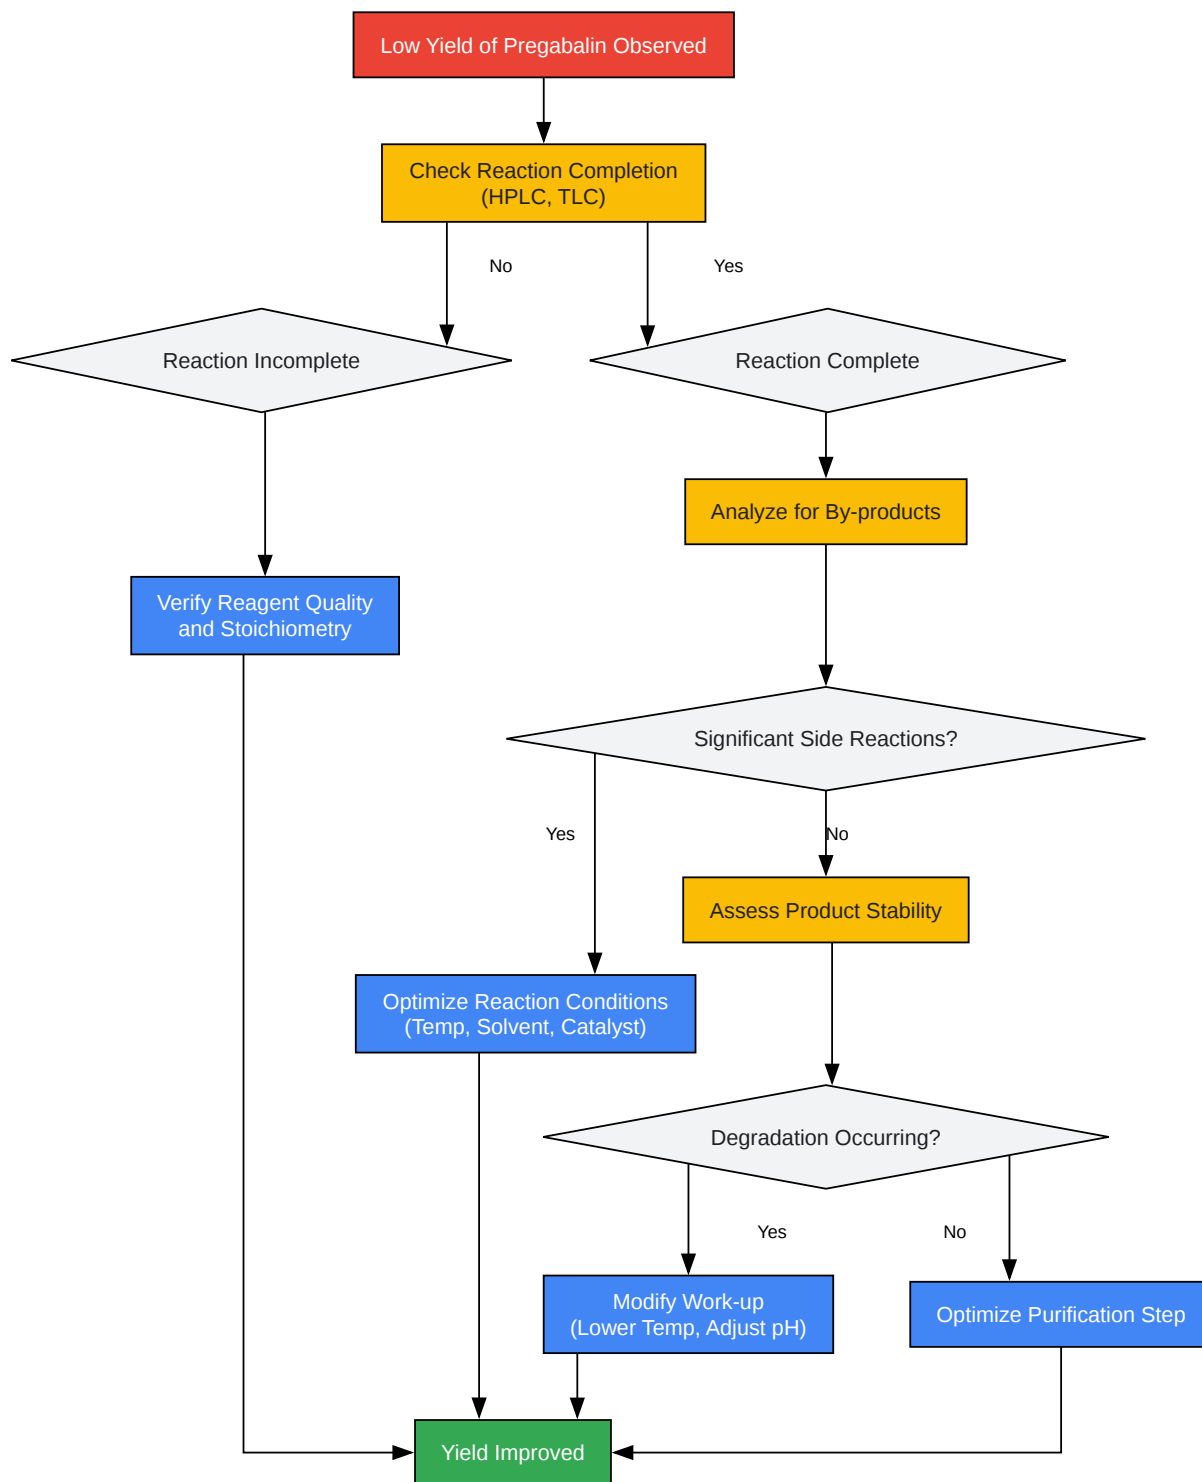 Low Yield of Pregabalin Observed
Check Reaction Completion
(HPLC, TLC)
No
Yes
Reaction Incomplete
Reaction Complete
Analyze for By-products
Verify Reagent Quality
and Stoichiometry
Significant Side Reactions?
Yes
No
Assess Product Stability
Optimize Reaction Conditions
(Temp, Solvent, Catalyst)
Degradation Occurring?
Yes
No
Modify Work-up
(Lower Temp, Adjust pH)
Optimize Purification Step
Yield Improved